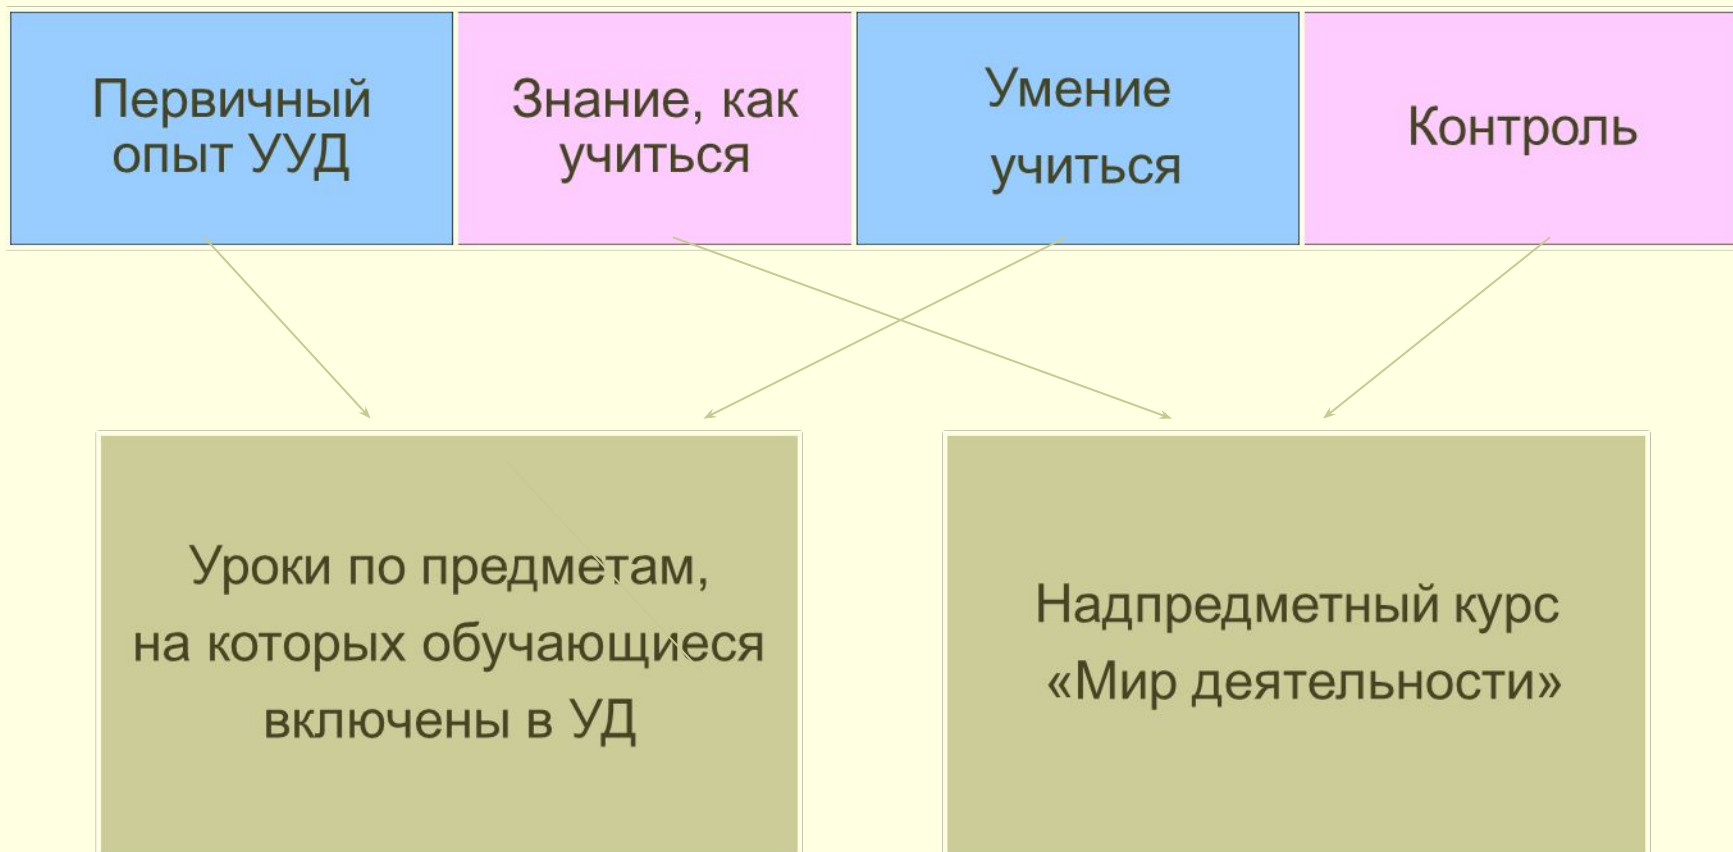 Первичный
опыт УУД
Знание, как
учиться
Умение
учиться
Контроль
Уроки по предметам,
на которых обучающиеся
включены в УД
Надпредметный курс
«Мир деятельности»